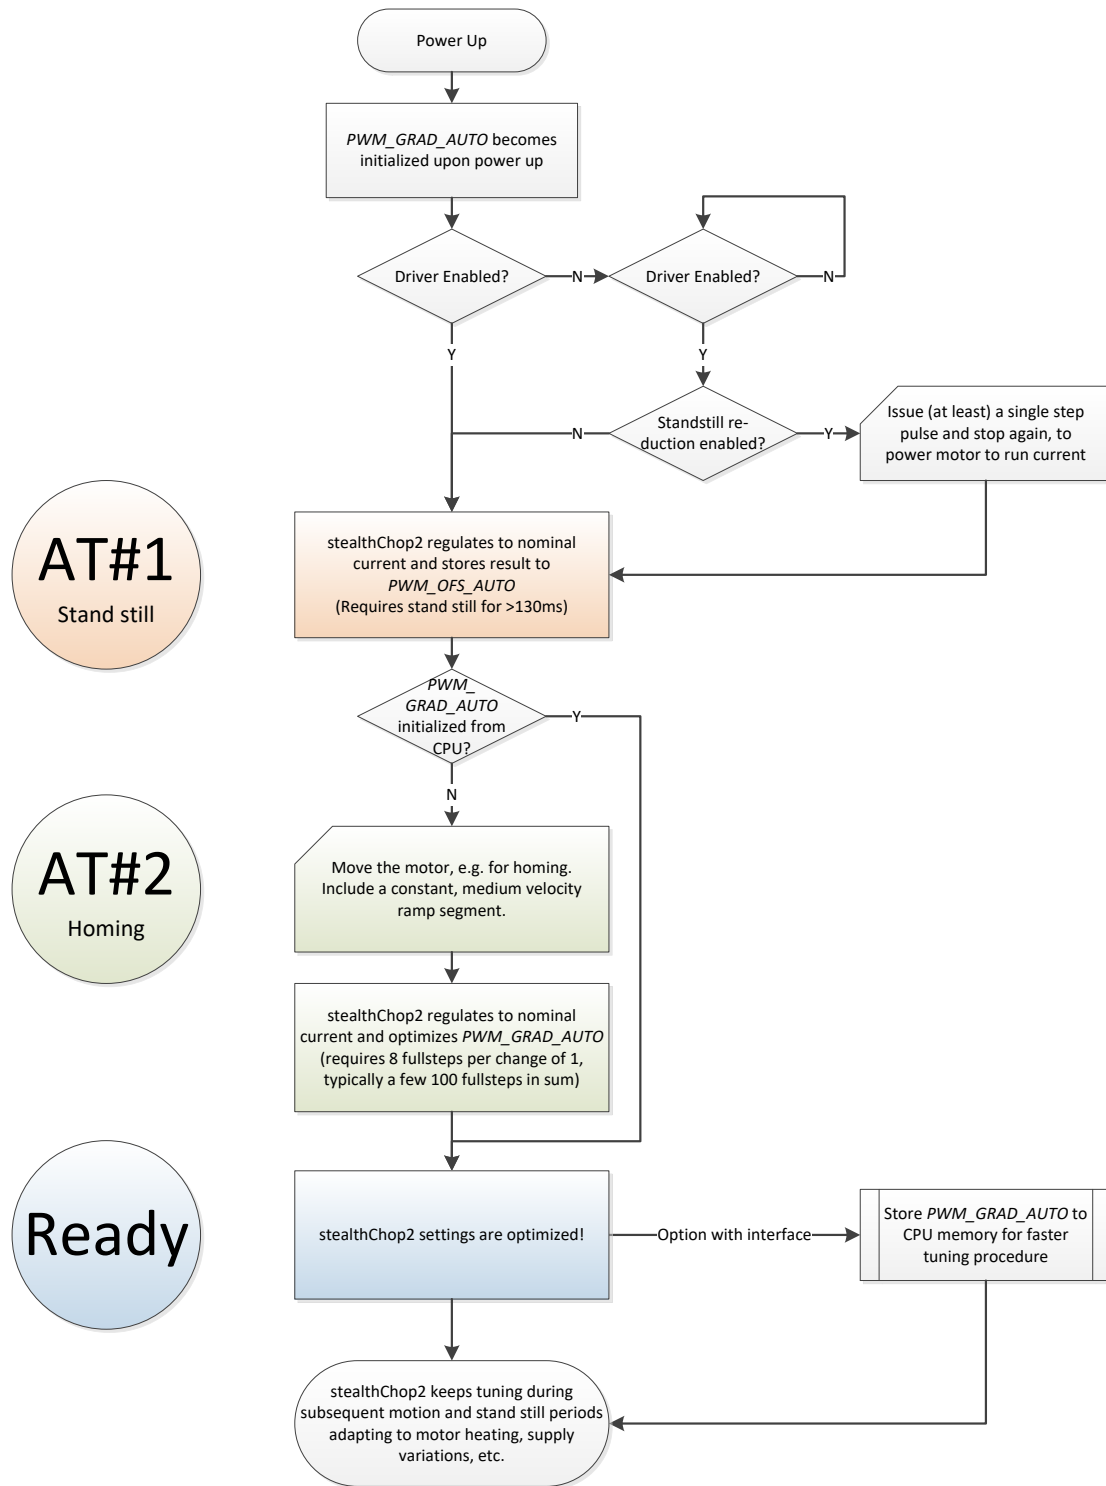 Power Up
PWM_GRAD_AUTO becomes
initialized upon power up
Driver Enabled?
N
Driver Enabled?
N
Y
Y
Standstill re-
duction enabled?
N
Y
Issue (at least) a single step
pulse and stop again, to
power motor to run current
AT#1
Stand still
stealthChop2 regulates to nominal
current and stores result to
PWM_OFS_AUTO
(Requires stand still for >130ms)
PWM_
GRAD_AUTO
initialized from
CPU?
Y
N
AT#2
Homing
Move the motor, e.g. for homing.
Include a constant, medium velocity
ramp segment.
stealthChop2 regulates to nominal
current and optimizes PWM_GRAD_AUTO
(requires 8 fullsteps per change of 1,
typically a few 100 fullsteps in sum)
Ready
stealthChop2 settings are optimized!
Option with interface
Store PWM_GRAD_AUTO to
CPU memory for faster
tuning procedure
stealthChop2 keeps tuning during
subsequent motion and stand still periods
adapting to motor heating, supply
variations, etc.